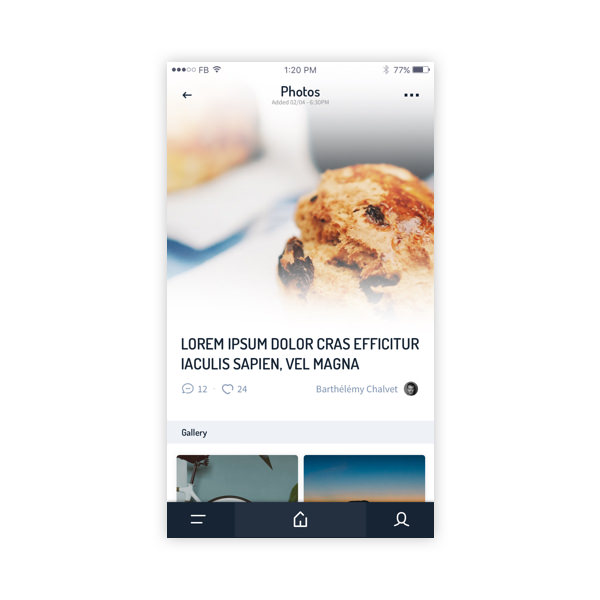 FB 1:20 PM 77%
Photos
Added 02/04 - 6:30PM
LOREM IPSUM DOLOR CRAS EFFICITUR
IACULIS SAPIEN, VEL MAGNA
12 24 Barthélémy Chalvet
Gallery